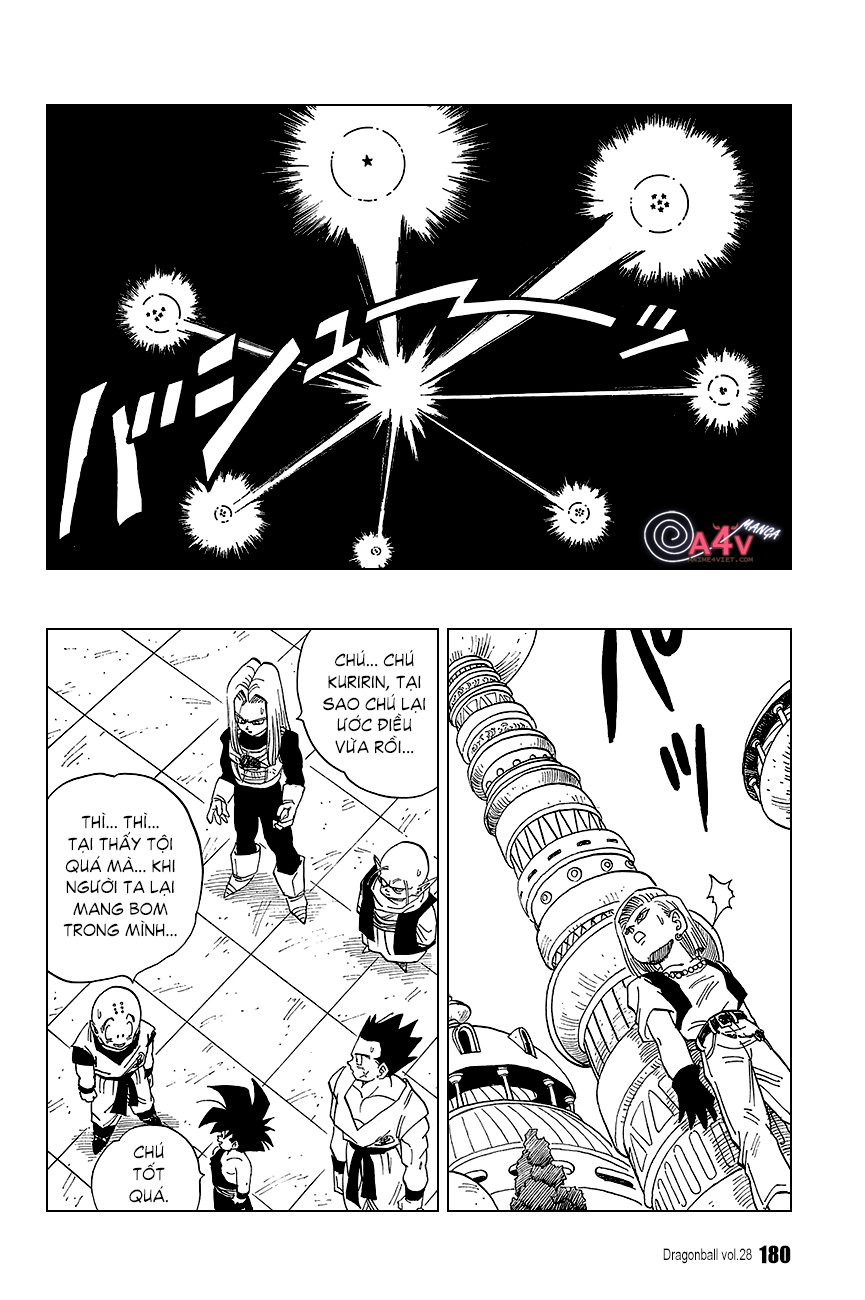 バシューッ
A4V
MANGA
ANIME4VIET.COM
CHÚ... CHÚ
KURIRIN, TẠI
SAO CHÚ LẠI
ƯỚC ĐIỀU
VỪA RỒI...
THÌ... THÌ...
TẠI THẤY TỘI
QUÁ MÀ... KHI
NGƯỜI TA LẠI
MANG BOM
TRONG MÌNH...
CHÚ
TỐT
QUÁ.
Dragonball vol.28 180